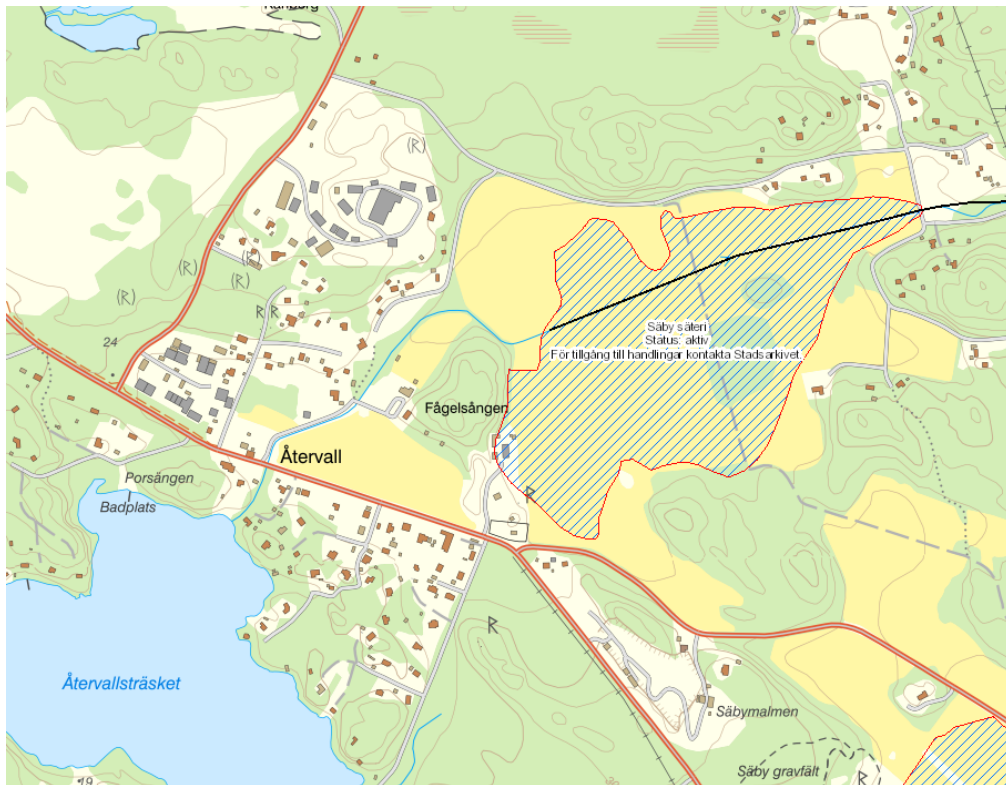 Karlberg
(R)
(R)
(R)
(R)
(R)
R R
24
Säby säteri
Status: aktiv
För tillgång till handlingar kontakta Stadsarkivet.
Fågelsången
Återvall
Porsängen
Badplats
R
R
Återvallsträsket
Säbymalmen
Säby gravfält
R
19